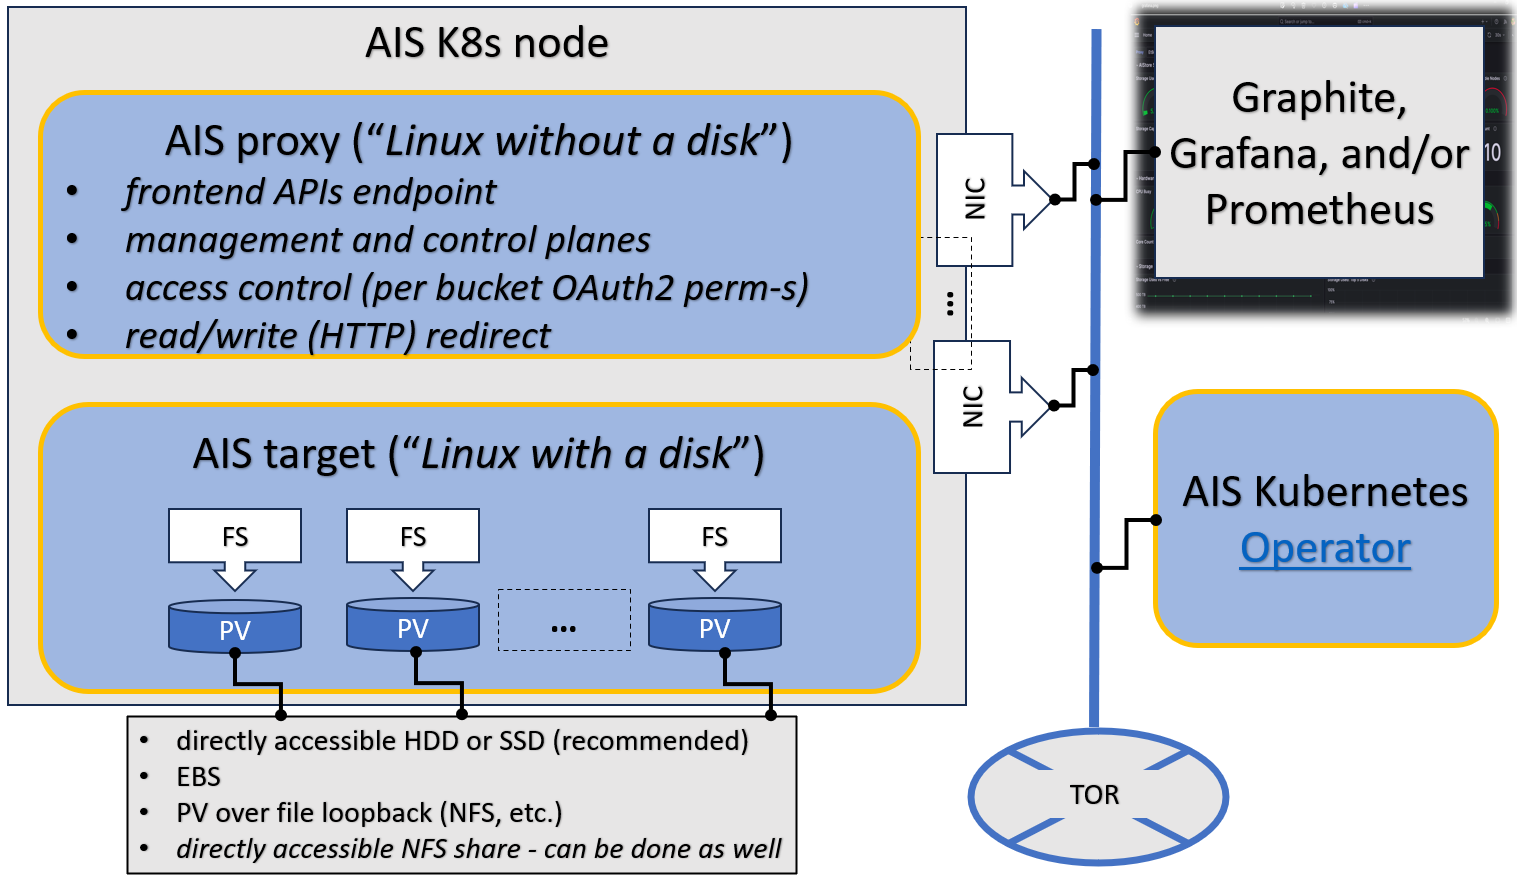 AIS K8s node
AIS proxy (“Linux without a disk”)
• frontend APIs endpoint
• management and control planes
• access control (per bucket OAuth2 perm-s)
• read/write (HTTP) redirect
NIC
...
NIC
AIS target (“Linux with a disk”)
FS
FS
FS
PV
PV
...
PV
• directly accessible HDD or SSD (recommended)
• EBS
• PV over file loopback (NFS, etc.)
• directly accessible NFS share - can be done as well
Graphite,
Grafana, and/or
Prometheus
10
AIS Kubernetes
Operator
TOR